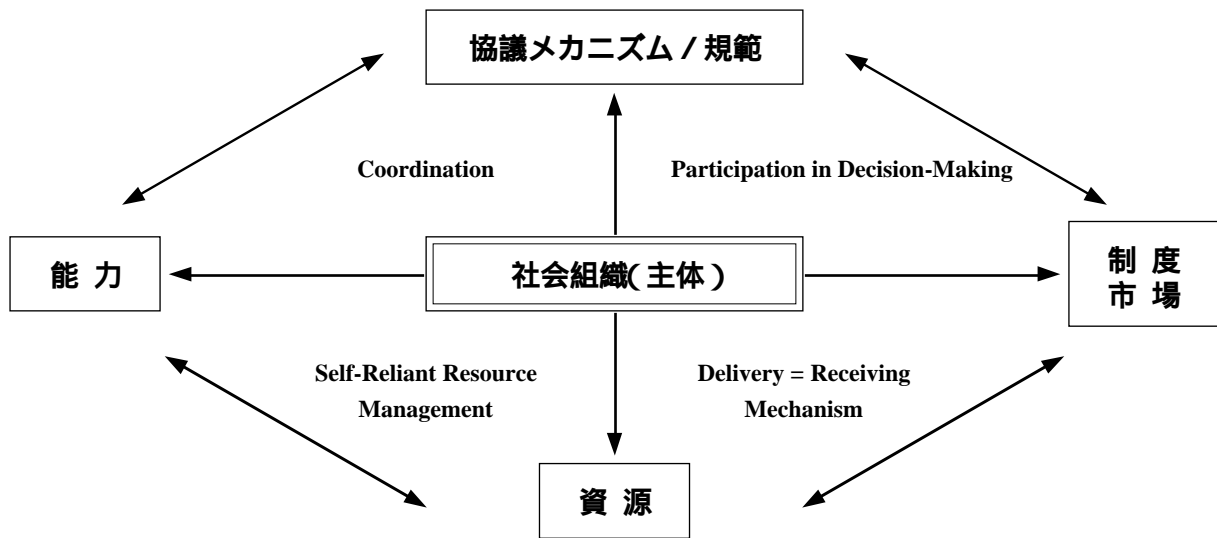 協議メカニズム / 規範
Coordination
Participation in Decision-Making
能 力
社会組織( 主体 )
制 度
市 場
Self-Reliant Resource
Management
Delivery = Receiving
Mechanism
資 源